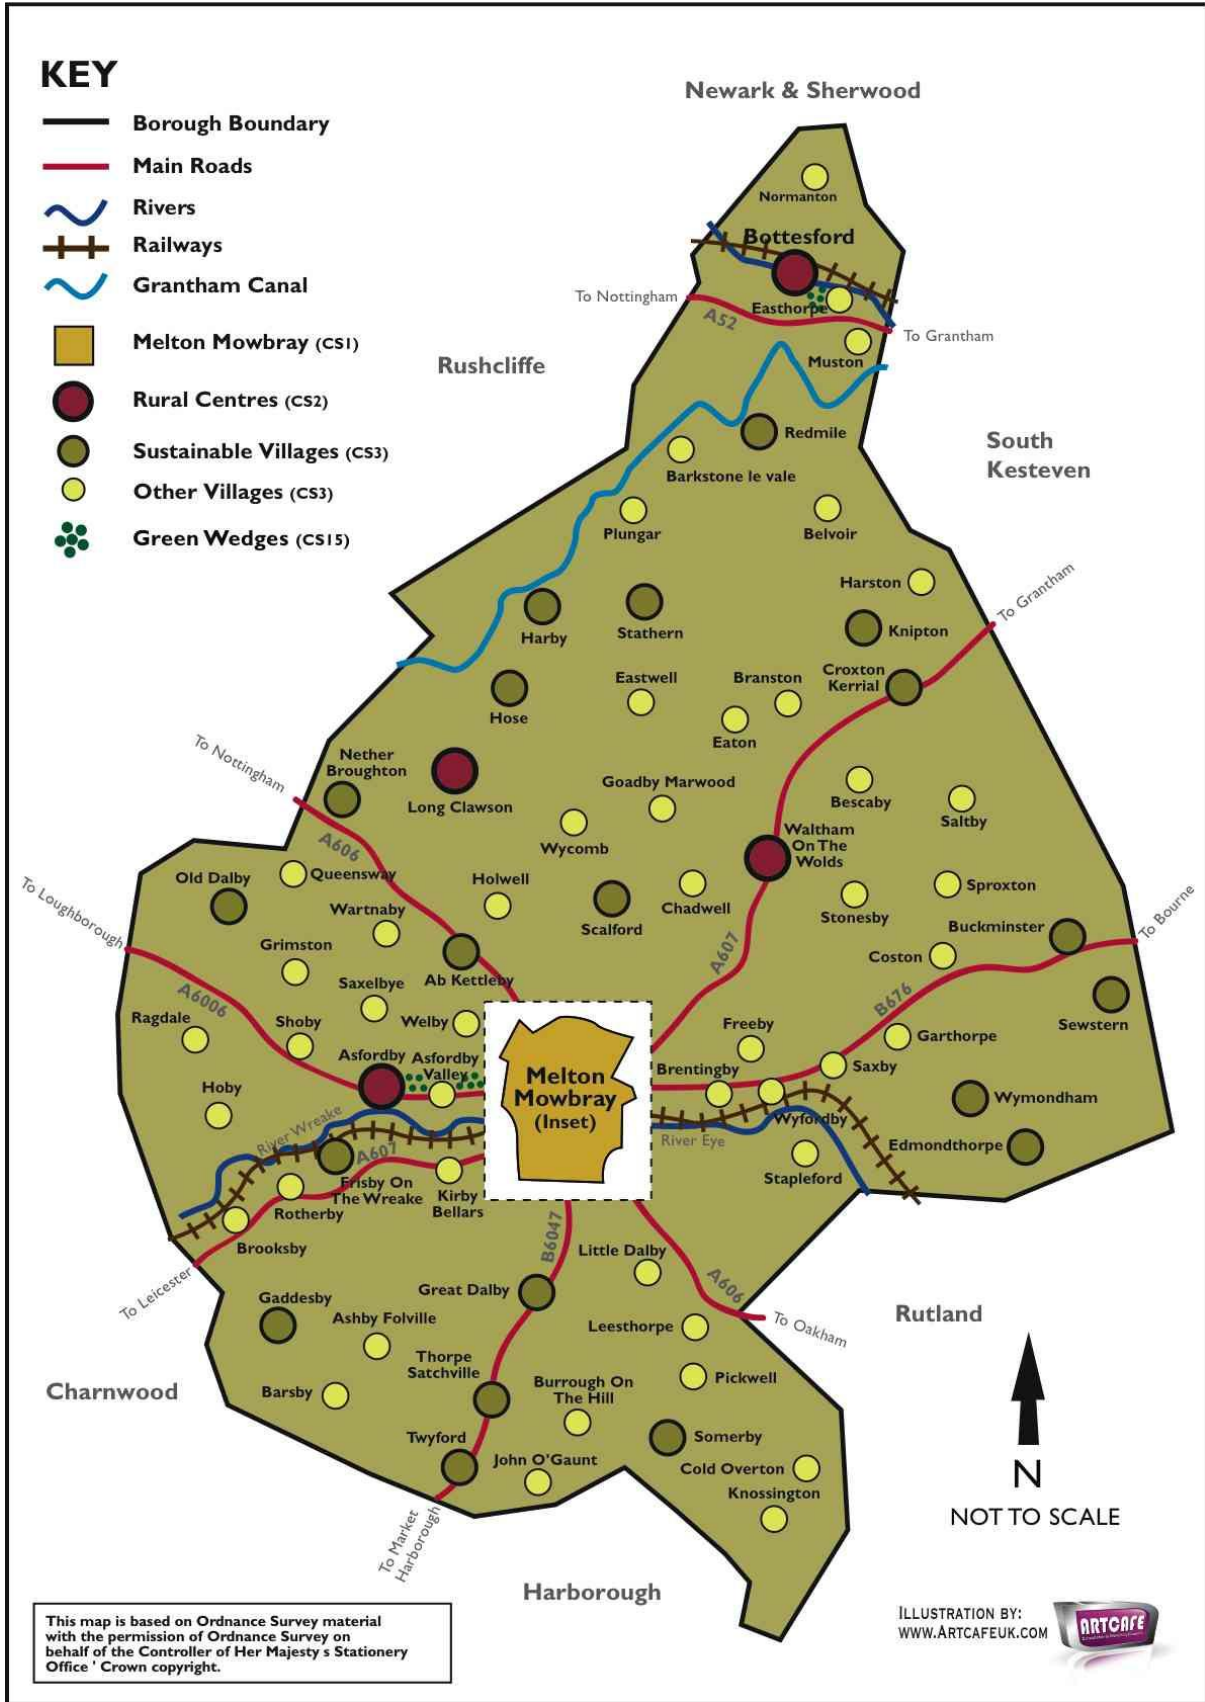 KEY
Borough Boundary
Main Roads
Rivers
Railways
Grantham Canal
Melton Mowbray (CS1)
Rural Centres (CS2)
Sustainable Villages (CS3)
Other Villages (CS3)
Green Wedges (CS15)
Newark & Sherwood
Normanton
Bottesford
To Nottingham
Easthorpe
A52
To Grantham
Muston
Rushcliffe
Redmile
South
Kesteven
Barkstone le vale
Plungar
Belvoir
Harston
To Grantham
Harby
Stathern
Knipton
Croxton
Kerrial
Eastwell
Branston
Hose
Eaton
To Nottingham
Nether
Broughton
Long Clawson
Goadby Marwood
Bescaby
Saltby
Wycomb
Waltham
On The
Wolds
A606
Queensway
Old Dalby
Holwell
Chadwell
Sproxton
Stonesby
To Loughborough
Wartnaby
Scalford
Buckminster
To Bourne
Grimston
A607
Coston
Saxelbye
Ab Kettleby
A6006
B676
Ragdale
Shoby
Welby
Freeby
Garthorpe
Sewstern
Asfordby
Asfordby
Valley
Melton
Mowbray
(Inset)
Brentingby
Saxby
Hoby
Wymondham
River Wreake
Wyfordby
River Eye
A607
Edmondthorpe
Frisby On
The Wreake
Kirby
Bellars
Stapleford
Rotherby
Brooksby
B6047
Little Dalby
To Leicester
Great Dalby
A606
Gaddesby
Ashby Folville
Leesthorpe
To Oakham
Rutland
Thorpe
Satchville
Charnwood
Barsby
Burrough On
The Hill
Pickwell
Twyford
Somerby
John O'Gaunt
Cold Overton
Knossington
N
NOT TO SCALE
To Market
Harborough
Harborough
This map is based on Ordnance Survey material
with the permission of Ordnance Survey on
behalf of the Controller of Her Majesty s Stationery
Office ' Crown copyright.
ILLUSTRATION BY:
WWW.ARTCAFEUK.COM
ARTCAFE